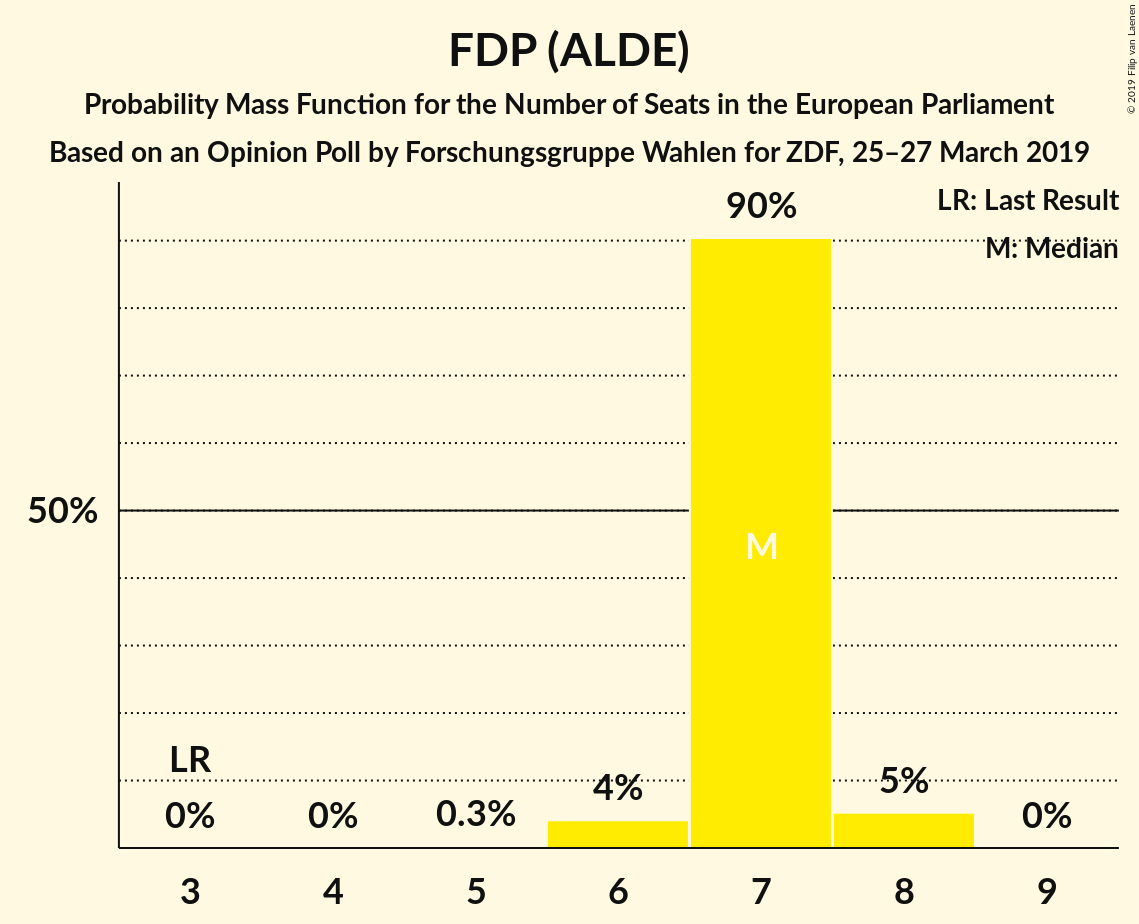 FDP (ALDE)
Probability Mass Function for the Number of Seats in the European Parliament
Based on an Opinion Poll by Forschungsgruppe Wahlen for ZDF, 25–27 March 2019
© 2019 Filip van Laenen
LR: Last Result
M: Median
90%
50%
M
LR
0% 0% 0.3% 4% 5% 0%
3 4 5 6 7 8 9